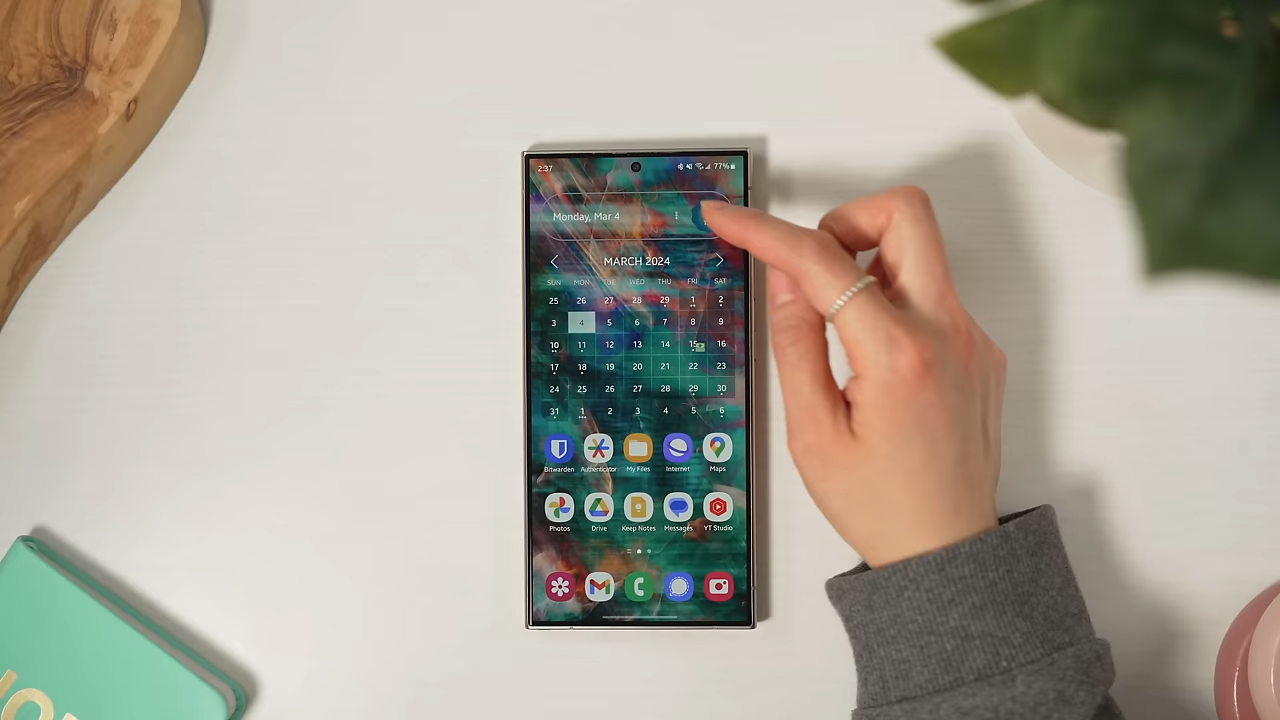 2:37 77%
Monday, Mar 4
MARCH 2024
SUN MON TUE WED THU FRI SAT
25 26 27 28 29 1 2
3 4 5 6 7 8 9
10 11 12 13 14 15 16
17 18 19 20 21 22 23
24 25 26 27 28 29 30
31 1 2 3 4 5 6
Bitwarden Authenticator My Files Internet Maps
Photos Drive Keep Notes Messages YT Studio